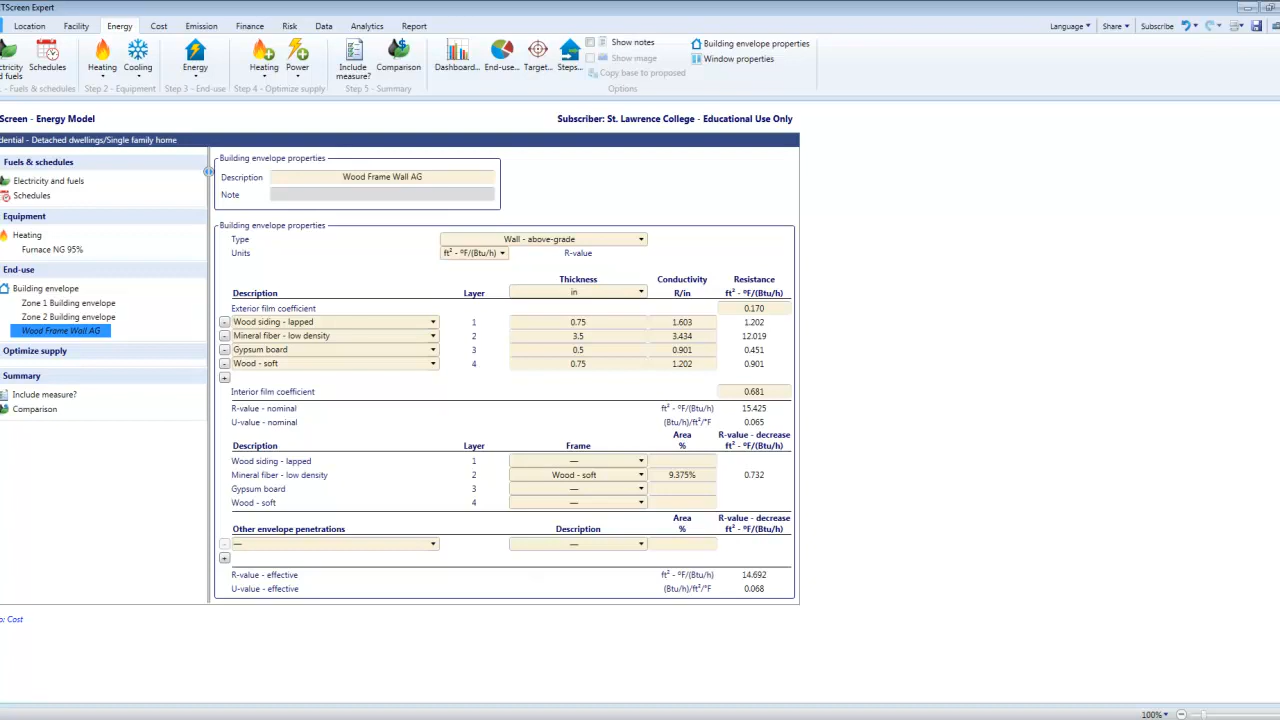 TScreen Expert
Location Facility Energy Cost Emission Finance Risk Data Analytics Report Language Share Subscribe
ctricity d fuels Schedules Heating Cooling Energy Heating Power Include measure? Comparison Dashboard... End-use... Target... Steps...
Show notes
Show image
Copy base to proposed
Building envelope properties
Window properties
- Fuels & schedules Step 2 - Equipment Step 3 - End-use Step 4 - Optimize supply Step 5 - Summary Options
Screen - Energy Model Subscriber: St. Lawrence College - Educational Use Only
dential - Detached dwellings/Single family home
Fuels & schedules
Electricity and fuels
Schedules
Equipment
Heating
Furnace NG 95%
End-use
Building envelope
Zone 1 Building envelope
Zone 2 Building envelope
Wood Frame Wall AG
Optimize supply
Summary
Include measure?
Comparison
o: Cost
Building envelope properties
Description Wood Frame Wall AG
Note
Building envelope properties
Type Wall - above-grade
Units ft² - ºF/(Btu/h) R-value
Thickness Conductivity Resistance
Description Layer in R/in ft² - ºF/(Btu/h)
Exterior film coefficient 0.170
- Wood siding - lapped 1 0.75 1.603 1.202
- Mineral fiber - low density 2 3.5 3.434 12.019
- Gypsum board 3 0.5 0.901 0.451
- Wood - soft 4 0.75 1.202 0.901
+
Interior film coefficient 0.681
R-value - nominal ft² - ºF/(Btu/h) 15.425
U-value - nominal (Btu/h)/ft²/°F 0.065
Area R-value - decrease
Description Layer Frame % ft² - ºF/(Btu/h)
Wood siding - lapped 1 —
Mineral fiber - low density 2 Wood - soft 9.375% 0.732
Gypsum board 3 —
Wood - soft 4 —
Area R-value - decrease
Other envelope penetrations Description % ft² - ºF/(Btu/h)
- — —
+
R-value - effective ft² - ºF/(Btu/h) 14.692
U-value - effective (Btu/h)/ft²/°F 0.068
100%